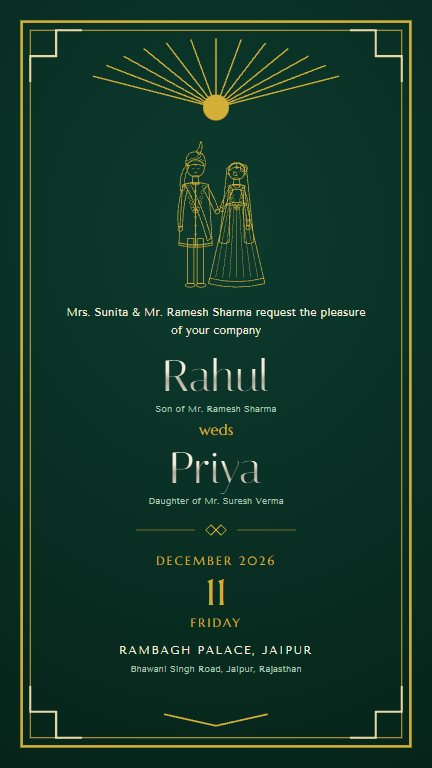 Mrs. Sunita & Mr. Ramesh Sharma request the pleasure
of your company
Rahul
Son of Mr. Ramesh Sharma
weds
Priya
Daughter of Mr. Suresh Verma
DECEMBER 2026
11
FRIDAY
RAMBAGH PALACE, JAIPUR
Bhawani Singh Road, Jaipur, Rajasthan